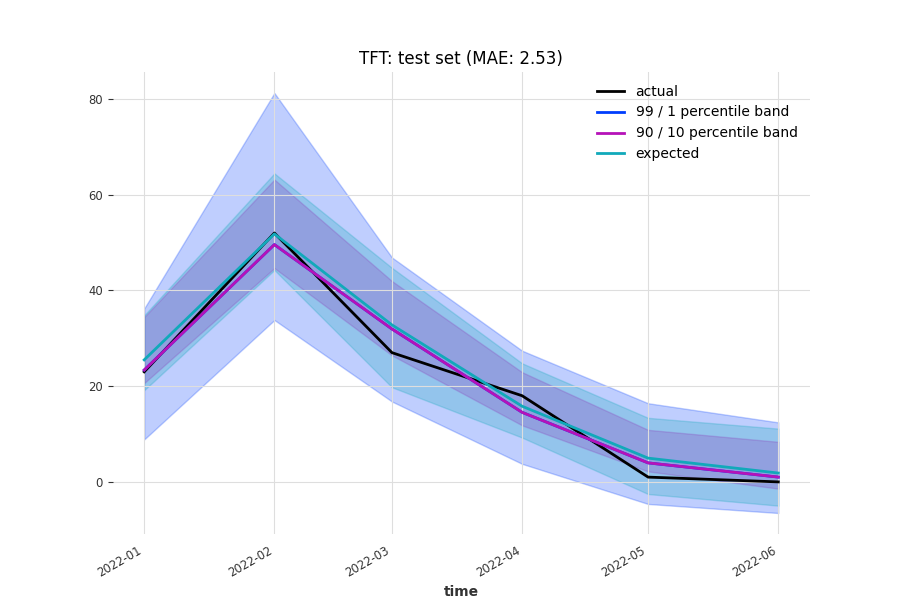 TFT: test set (MAE: 2.53)
actual
99 / 1 percentile band
90 / 10 percentile band
expected
80
60
40
20
0
2022-01
2022-02
2022-03
2022-04
2022-05
2022-06
time